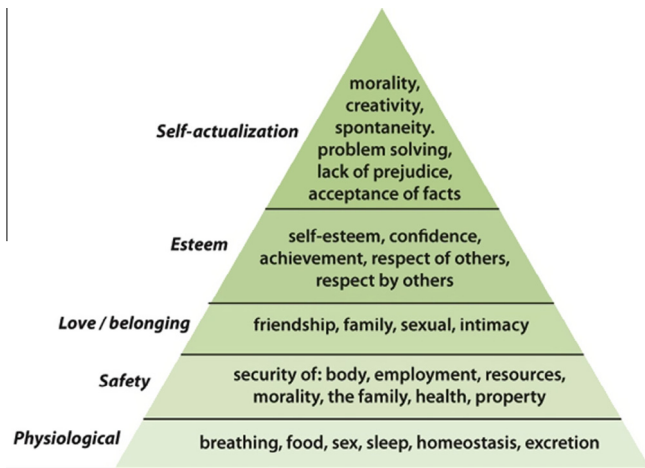 morality,
creativity,
Self-actualization
spontaneity.
problem solving,
lack of prejudice,
acceptance of facts
Esteem
self-esteem, confidence,
achievement, respect of others,
respect by others
Love / belonging
friendship, family, sexual, intimacy
Safety
security of: body, employment, resources,
morality, the family, health, property
Physiological
breathing, food, sex, sleep, homeostasis, excretion